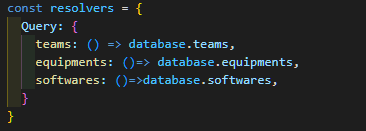 const resolvers = {
  Query: {
    teams: () => database.teams,
    equipments: ()=> database.equipments,
    softwares: ()=>database.softwares,
  }
}